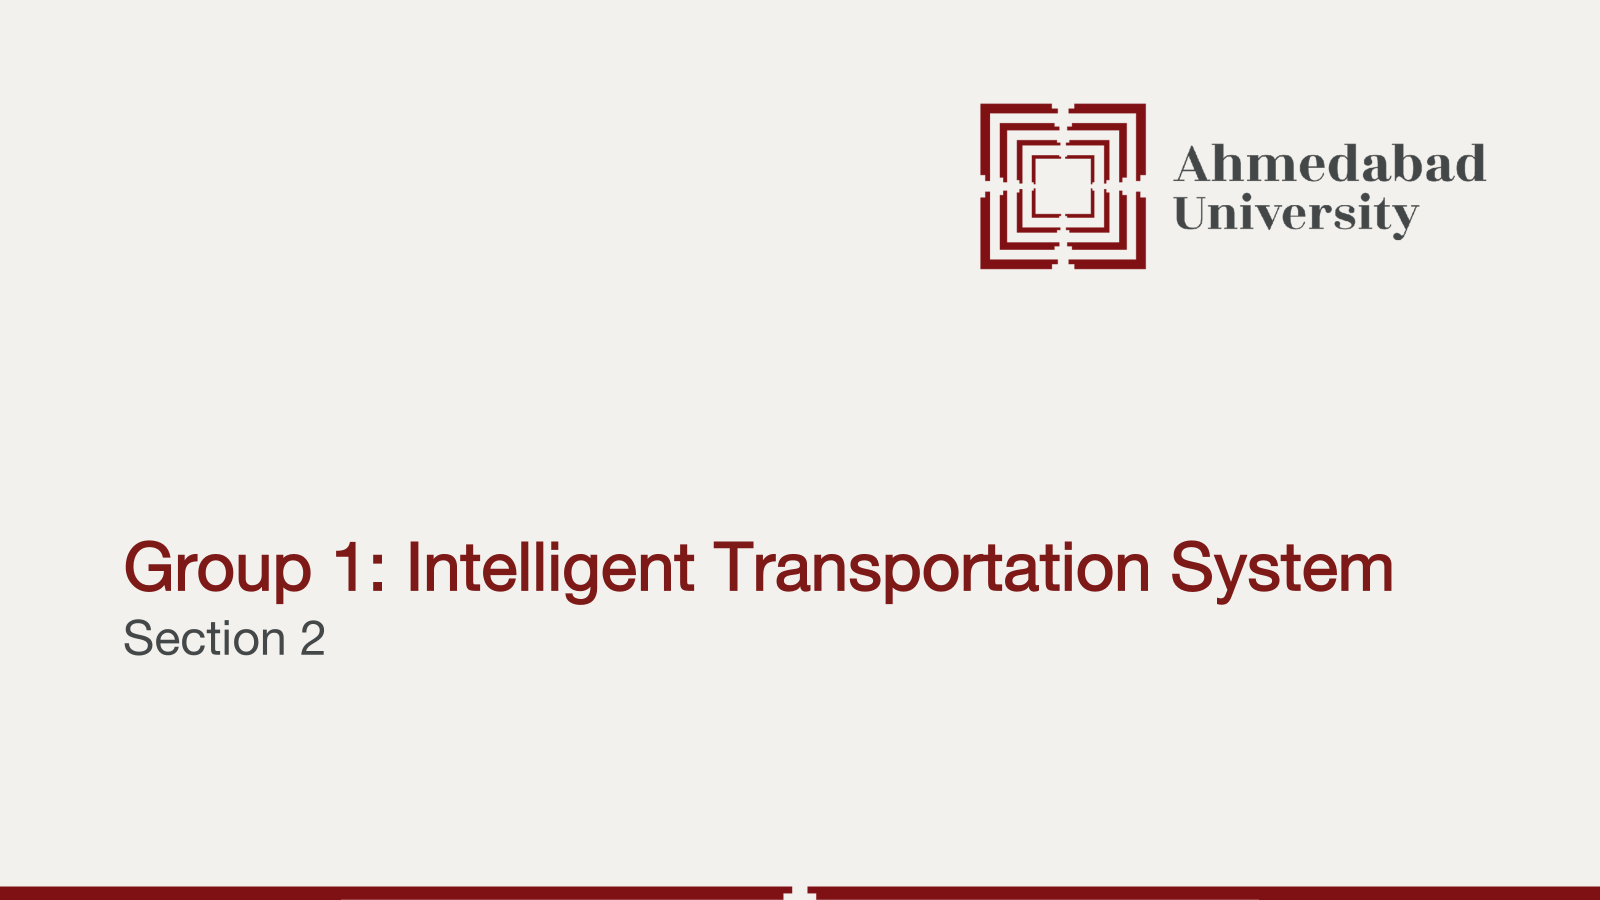 Ahmedabad
University
Group 1: Intelligent Transportation System
Section 2